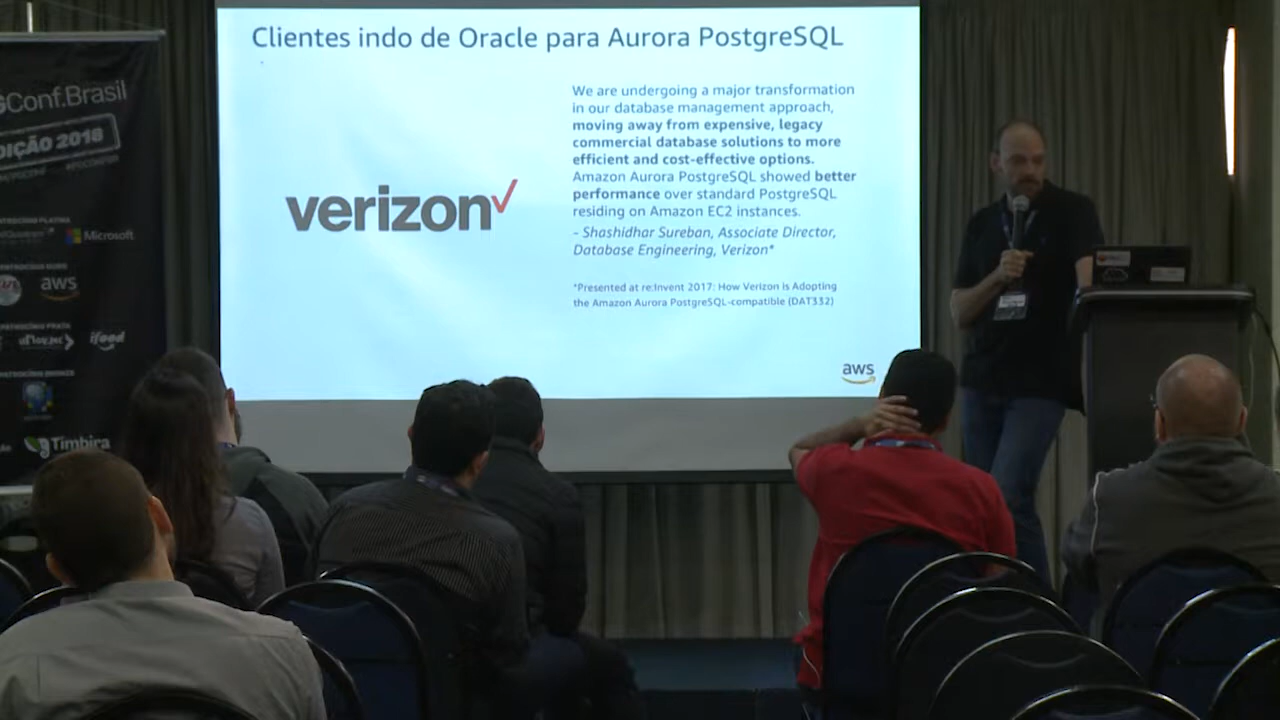 Clientes indo de Oracle para Aurora PostgreSQL
We are undergoing a major transformation
in our database management approach,
moving away from expensive, legacy
commercial database solutions to more
efficient and cost-effective options.
Amazon Aurora PostgreSQL showed better
performance over standard PostgreSQL
residing on Amazon EC2 instances.
- Shashidhar Sureban, Associate Director,
Database Engineering, Verizon*
*Presented at re:Invent 2017: How Verizon is Adopting
the Amazon Aurora PostgreSQL-compatible (DAT332)
verizon
aws
Conf.Brasil
DIÇÃO 2018
Microsoft
aws
ifood
Timbira